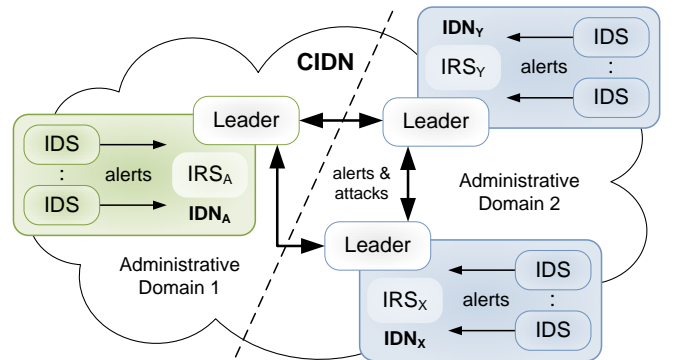 CIDN
IDN_Y
IRS_Y
alerts
IDS
:
IDS
Leader
Leader
IDS
:
IDS
alerts
IRS_A
IDN_A
alerts &
attacks
Administrative
Domain 2
Leader
Administrative
Domain 1
IRS_X
IDN_X
alerts
IDS
:
IDS